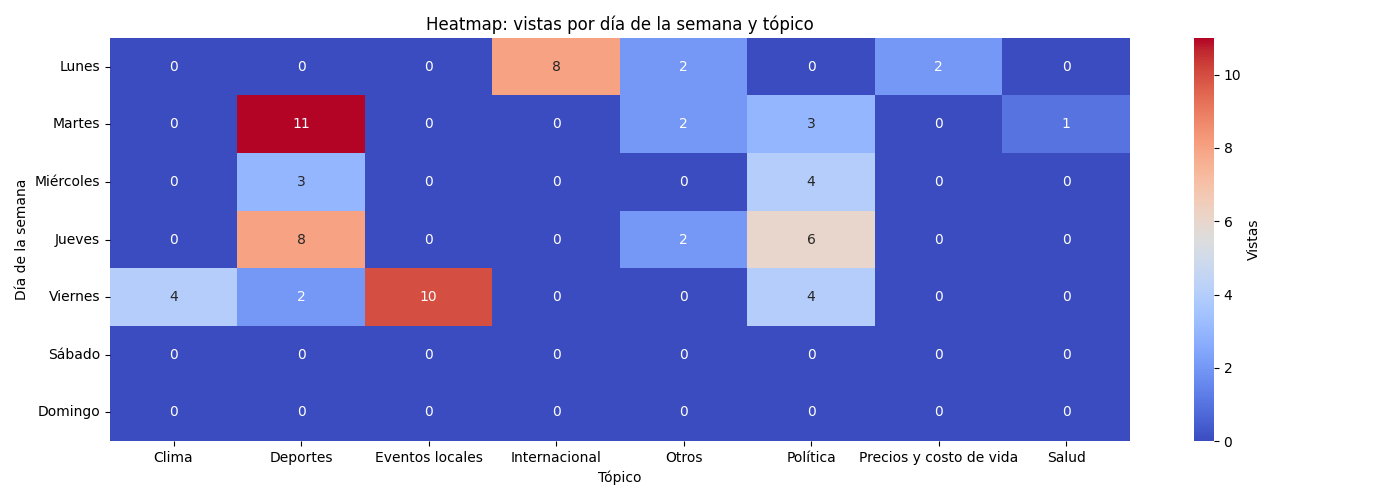 Heatmap: vistas por día de la semana y tópico
Día de la semana
Lunes 0 0 0 8 2 0 2 0
Martes 0 11 0 0 2 3 0 1
Miércoles 0 3 0 0 0 4 0 0
Jueves 0 8 0 0 2 6 0 0
Viernes 4 2 10 0 0 4 0 0
Sábado 0 0 0 0 0 0 0 0
Domingo 0 0 0 0 0 0 0 0
Clima Deportes Eventos locales Internacional Otros Política Precios y costo de vida Salud
Tópico
10
8
6
4
2
0
Vistas